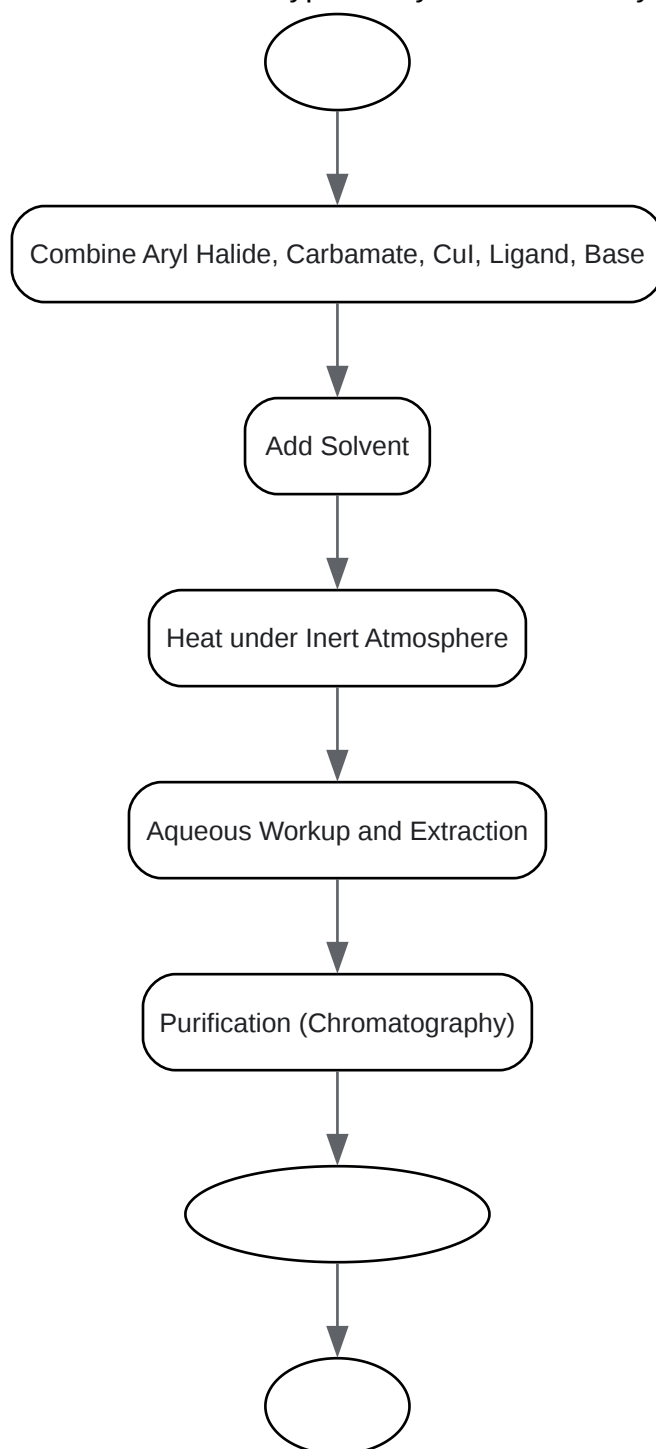 Combine Aryl Halide, Carbamate, CuI, Ligand, Base
Add Solvent
Heat under Inert Atmosphere
Aqueous Workup and Extraction
Purification (Chromatography)